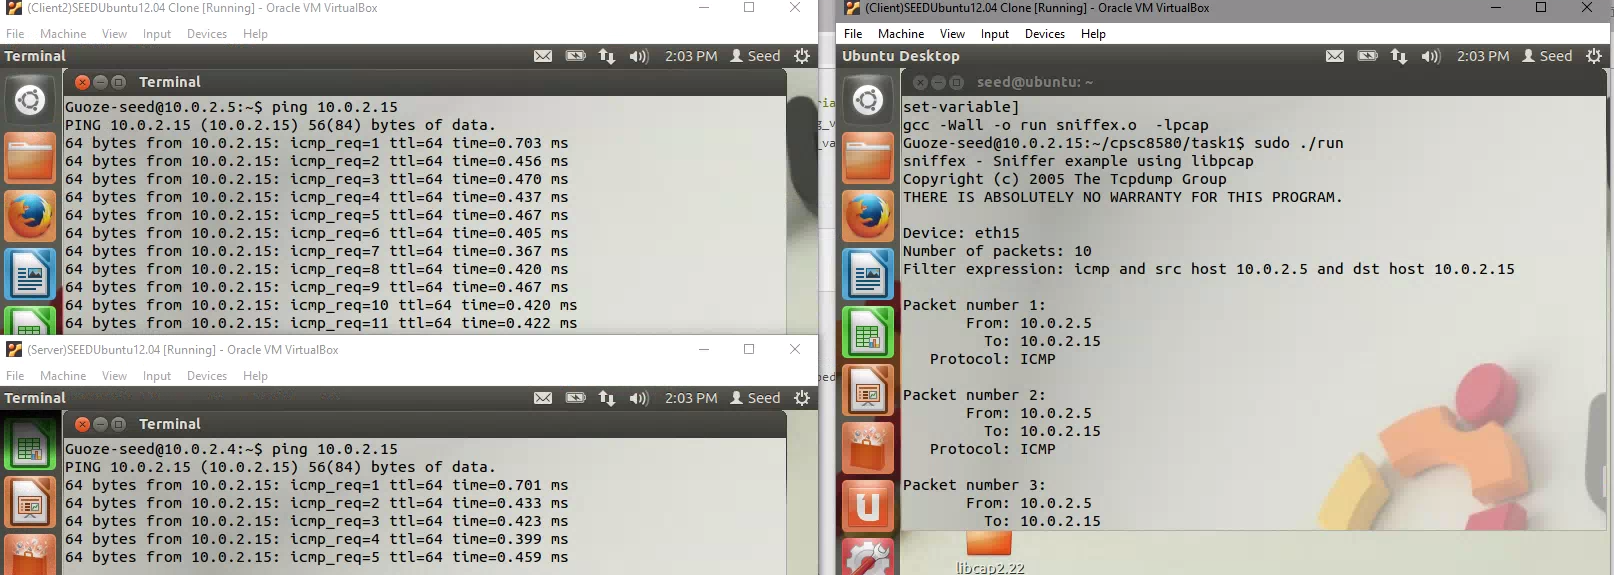 (Client2)SEEDUbuntu12.04 Clone [Running] - Oracle VM VirtualBox
File Machine View Input Devices Help
Terminal 2:03 PM Seed
Terminal
Guoze-seed@10.0.2.5:~$ ping 10.0.2.15
PING 10.0.2.15 (10.0.2.15) 56(84) bytes of data.
64 bytes from 10.0.2.15: icmp_req=1 ttl=64 time=0.703 ms
64 bytes from 10.0.2.15: icmp_req=2 ttl=64 time=0.456 ms
64 bytes from 10.0.2.15: icmp_req=3 ttl=64 time=0.470 ms
64 bytes from 10.0.2.15: icmp_req=4 ttl=64 time=0.437 ms
64 bytes from 10.0.2.15: icmp_req=5 ttl=64 time=0.467 ms
64 bytes from 10.0.2.15: icmp_req=6 ttl=64 time=0.405 ms
64 bytes from 10.0.2.15: icmp_req=7 ttl=64 time=0.367 ms
64 bytes from 10.0.2.15: icmp_req=8 ttl=64 time=0.420 ms
64 bytes from 10.0.2.15: icmp_req=9 ttl=64 time=0.467 ms
64 bytes from 10.0.2.15: icmp_req=10 ttl=64 time=0.420 ms
64 bytes from 10.0.2.15: icmp_req=11 ttl=64 time=0.422 ms
(Server)SEEDUbuntu12.04 [Running] - Oracle VM VirtualBox
File Machine View Input Devices Help
Terminal 2:03 PM Seed
Terminal
Guoze-seed@10.0.2.4:~$ ping 10.0.2.15
PING 10.0.2.15 (10.0.2.15) 56(84) bytes of data.
64 bytes from 10.0.2.15: icmp_req=1 ttl=64 time=0.701 ms
64 bytes from 10.0.2.15: icmp_req=2 ttl=64 time=0.433 ms
64 bytes from 10.0.2.15: icmp_req=3 ttl=64 time=0.423 ms
64 bytes from 10.0.2.15: icmp_req=4 ttl=64 time=0.399 ms
64 bytes from 10.0.2.15: icmp_req=5 ttl=64 time=0.459 ms
(Client)SEEDUbuntu12.04 Clone [Running] - Oracle VM VirtualBox
File Machine View Input Devices Help
Ubuntu Desktop 2:03 PM Seed
seed@ubuntu: ~
set-variable]
gcc -Wall -o run sniffex.o  -lpcap
Guoze-seed@10.0.2.15:~/cpsc8580/task1$ sudo ./run
sniffex - Sniffer example using libpcap
Copyright (c) 2005 The Tcpdump Group
THERE IS ABSOLUTELY NO WARRANTY FOR THIS PROGRAM.
Device: eth15
Number of packets: 10
Filter expression: icmp and src host 10.0.2.5 and dst host 10.0.2.15
Packet number 1:
From: 10.0.2.5
To: 10.0.2.15
Protocol: ICMP
Packet number 2:
From: 10.0.2.5
To: 10.0.2.15
Protocol: ICMP
Packet number 3:
From: 10.0.2.5
To: 10.0.2.15
libcap2.22